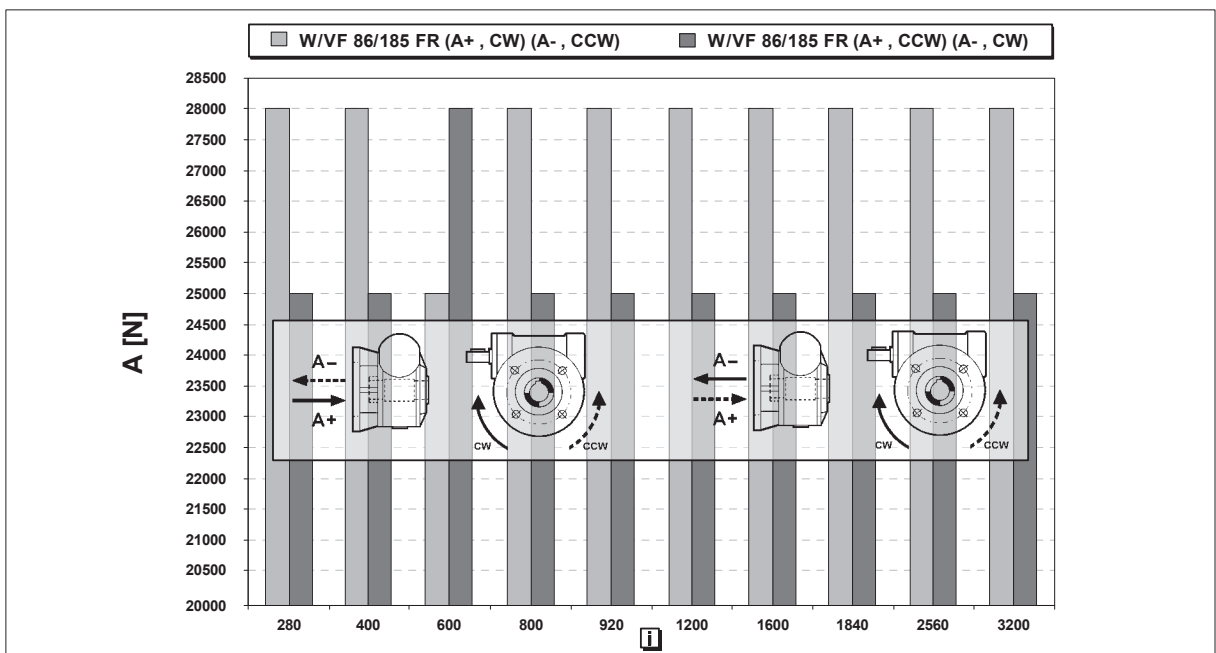 W/VF 86/185 FR (A+ , CW) (A- , CCW) W/VF 86/185 FR (A+ , CCW) (A- , CW)
28500
28000
27500
27000
26500
26000
25500
25000
24500
24000
23500
23000
22500
22000
21500
21000
20500
20000
A [N]
A−
A+
CW
CCW
A−
A+
CW
CCW
280 400 600 800 920 1200 1600 1840 2560 3200
i